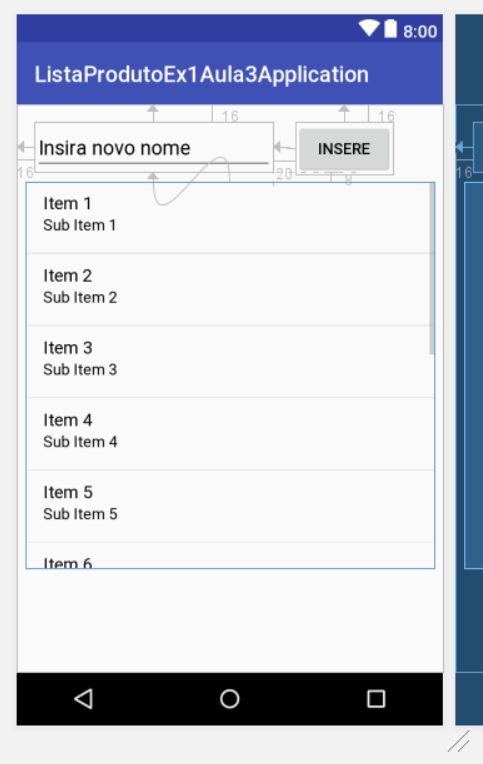 8:00
ListaProdutoEx1Aula3Application
16
16
Insira novo nome
INSERE
16
20
8
16
Item 1
Sub Item 1
Item 2
Sub Item 2
Item 3
Sub Item 3
Item 4
Sub Item 4
Item 5
Sub Item 5
Item 6